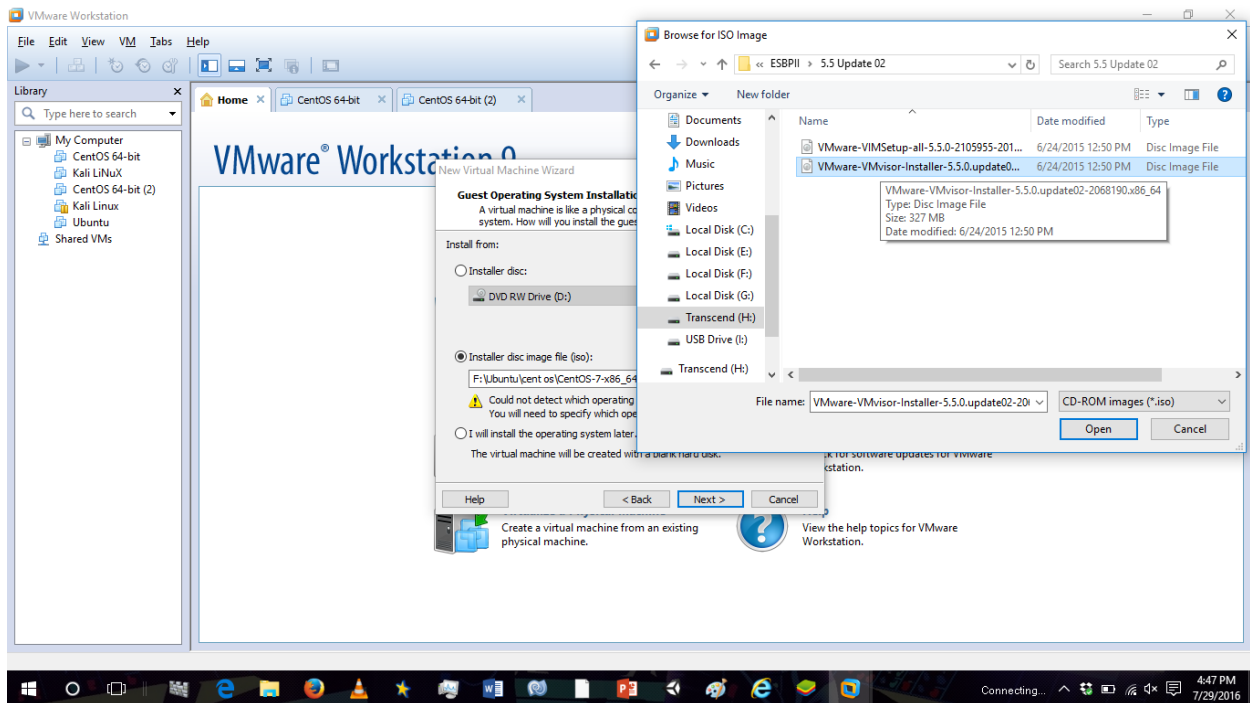 VMware Workstation
File Edit View VM Tabs Help
Library
Type here to search
My Computer
CentOS 64-bit
Kali LiNuX
CentOS 64-bit (2)
Kali Linux
Ubuntu
Shared VMs
Home
CentOS 64-bit
CentOS 64-bit (2)
VMware® Workstation 9
New Virtual Machine Wizard
Guest Operating System Installatio
A virtual machine is like a physical co
system. How will you install the gues
Install from:
Installer disc:
DVD RW Drive (D:)
Installer disc image file (iso):
F:\Ubuntu\cent os\CentOS-7-x86_64
Could not detect which operating
You will need to specify which ope
I will install the operating system later.
The virtual machine will be created with a blank hard disk.
Help
< Back
Next >
Cancel
Browse for ISO Image
« ESBPII > 5.5 Update 02
Search 5.5 Update 02
Organize
New folder
Documents
Downloads
Music
Pictures
Videos
Local Disk (C:)
Local Disk (E:)
Local Disk (F:)
Local Disk (G:)
Transcend (H:)
USB Drive (I:)
Transcend (H:)
Name Date modified Type
VMware-VIMSetup-all-5.5.0-2105955-201... 6/24/2015 12:50 PM Disc Image File
VMware-VMvisor-Installer-5.5.0.update0... 6/24/2015 12:50 PM Disc Image File
VMware-VMvisor-Installer-5.5.0.update02-2068190.x86_64
Type: Disc Image File
Size: 327 MB
Date modified: 6/24/2015 12:50 PM
File name: VMware-VMvisor-Installer-5.5.0.update02-20
CD-ROM images (*.iso)
Open
Cancel
for software updates for VMware
kstation.
Create a virtual machine from an existing
physical machine.
Help
View the help topics for VMware
Workstation.
Connecting...
4:47 PM
7/29/2016